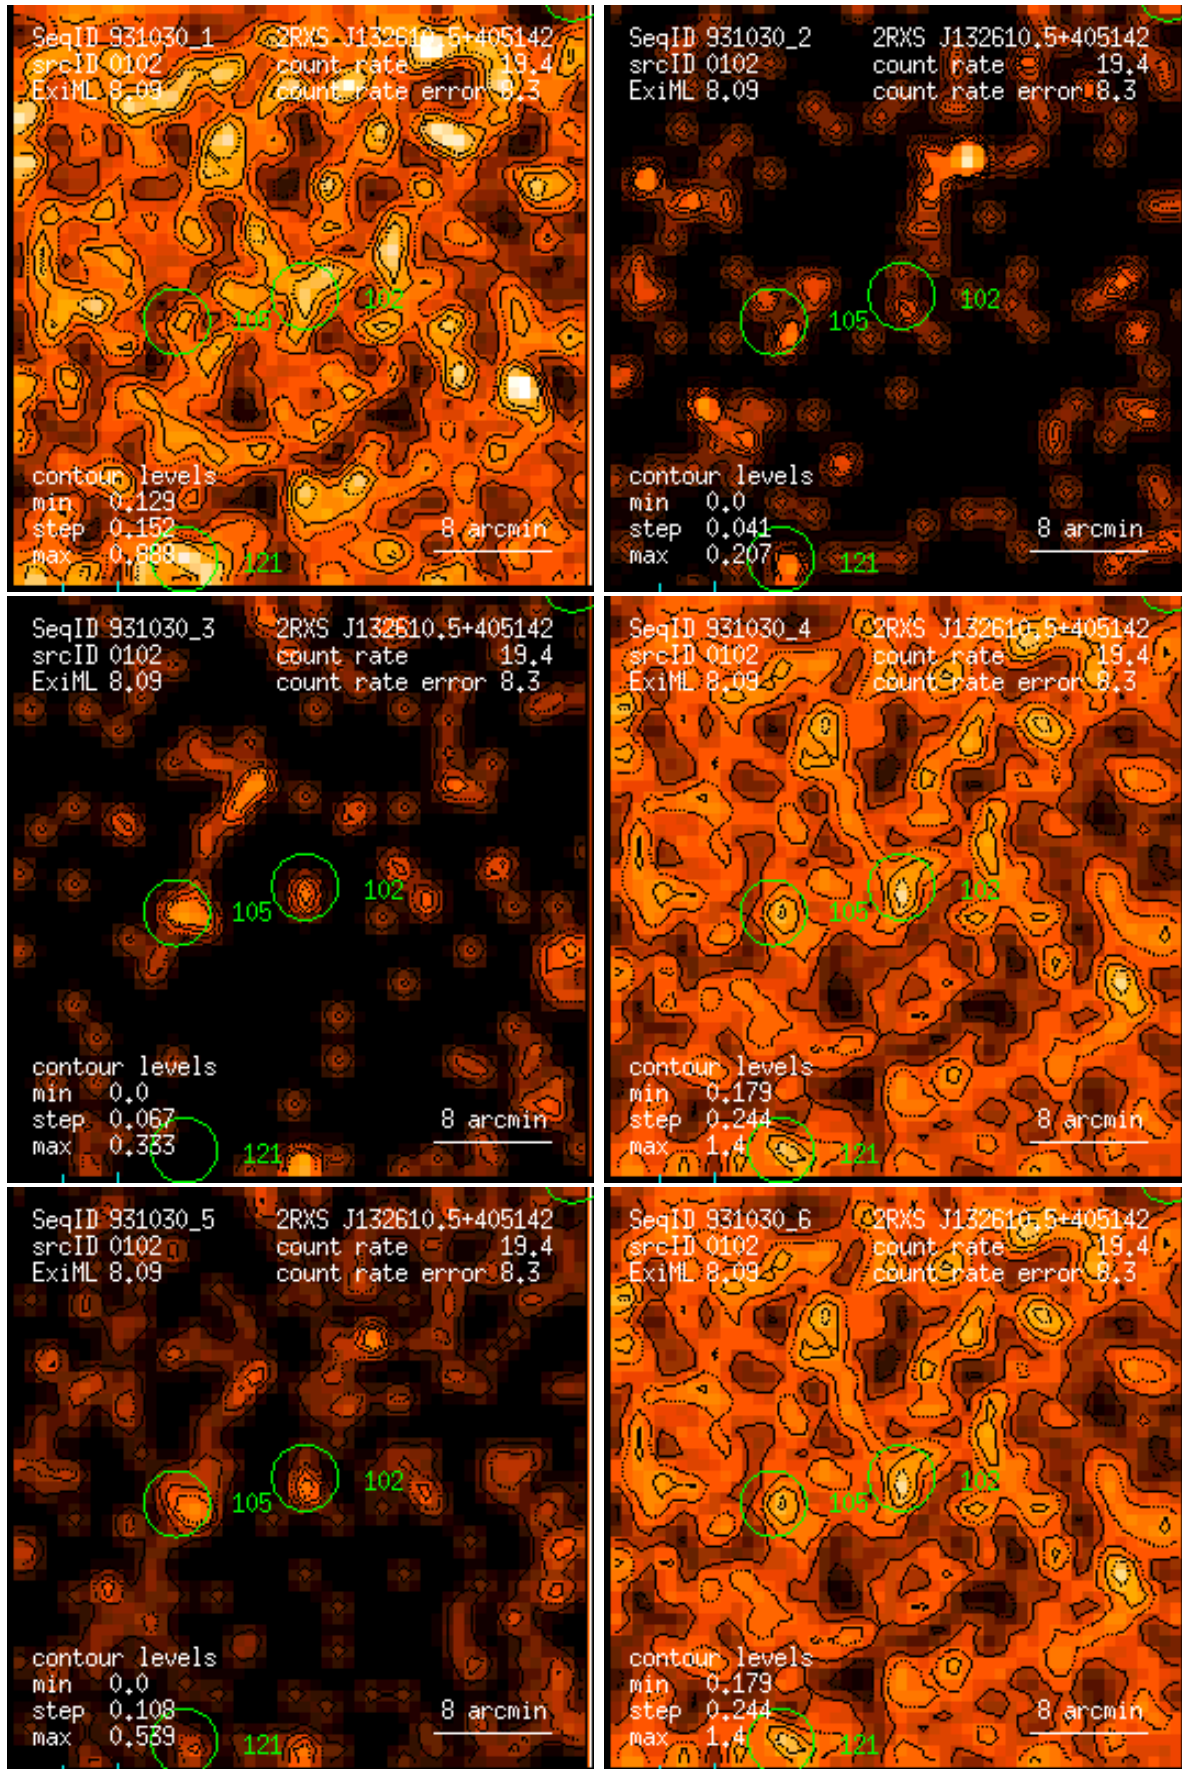 SeqID 931030_1 2RXS J132610.5+405142
srcID 0102 count rate 19.4
ExiML 8.09 count rate error 8.3
102
105
contour levels
min 0.129
step 0.152
max 0.889
8 arcmin
121
SeqID 931030_2 2RXS J132610.5+405142
srcID 0102 count rate 19.4
ExiML 8.09 count rate error 8.3
102
105
contour levels
min 0.0
step 0.041
max 0.207
8 arcmin
121
SeqID 931030_3 2RXS J132610.5+405142
srcID 0102 count rate 19.4
ExiML 8.09 count rate error 8.3
102
105
contour levels
min 0.0
step 0.067
max 0.333
8 arcmin
121
SeqID 931030_4 2RXS J132610.5+405142
srcID 0102 count rate 19.4
ExiML 8.09 count rate error 8.3
102
105
contour levels
min 0.179
step 0.244
max 1.4
8 arcmin
121
SeqID 931030_5 2RXS J132610.5+405142
srcID 0102 count rate 19.4
ExiML 8.09 count rate error 8.3
102
105
contour levels
min 0.0
step 0.108
max 0.539
8 arcmin
121
SeqID 931030_6 2RXS J132610.5+405142
srcID 0102 count rate 19.4
ExiML 8.09 count rate error 8.3
102
105
contour levels
min 0.179
step 0.244
max 1.4
8 arcmin
121